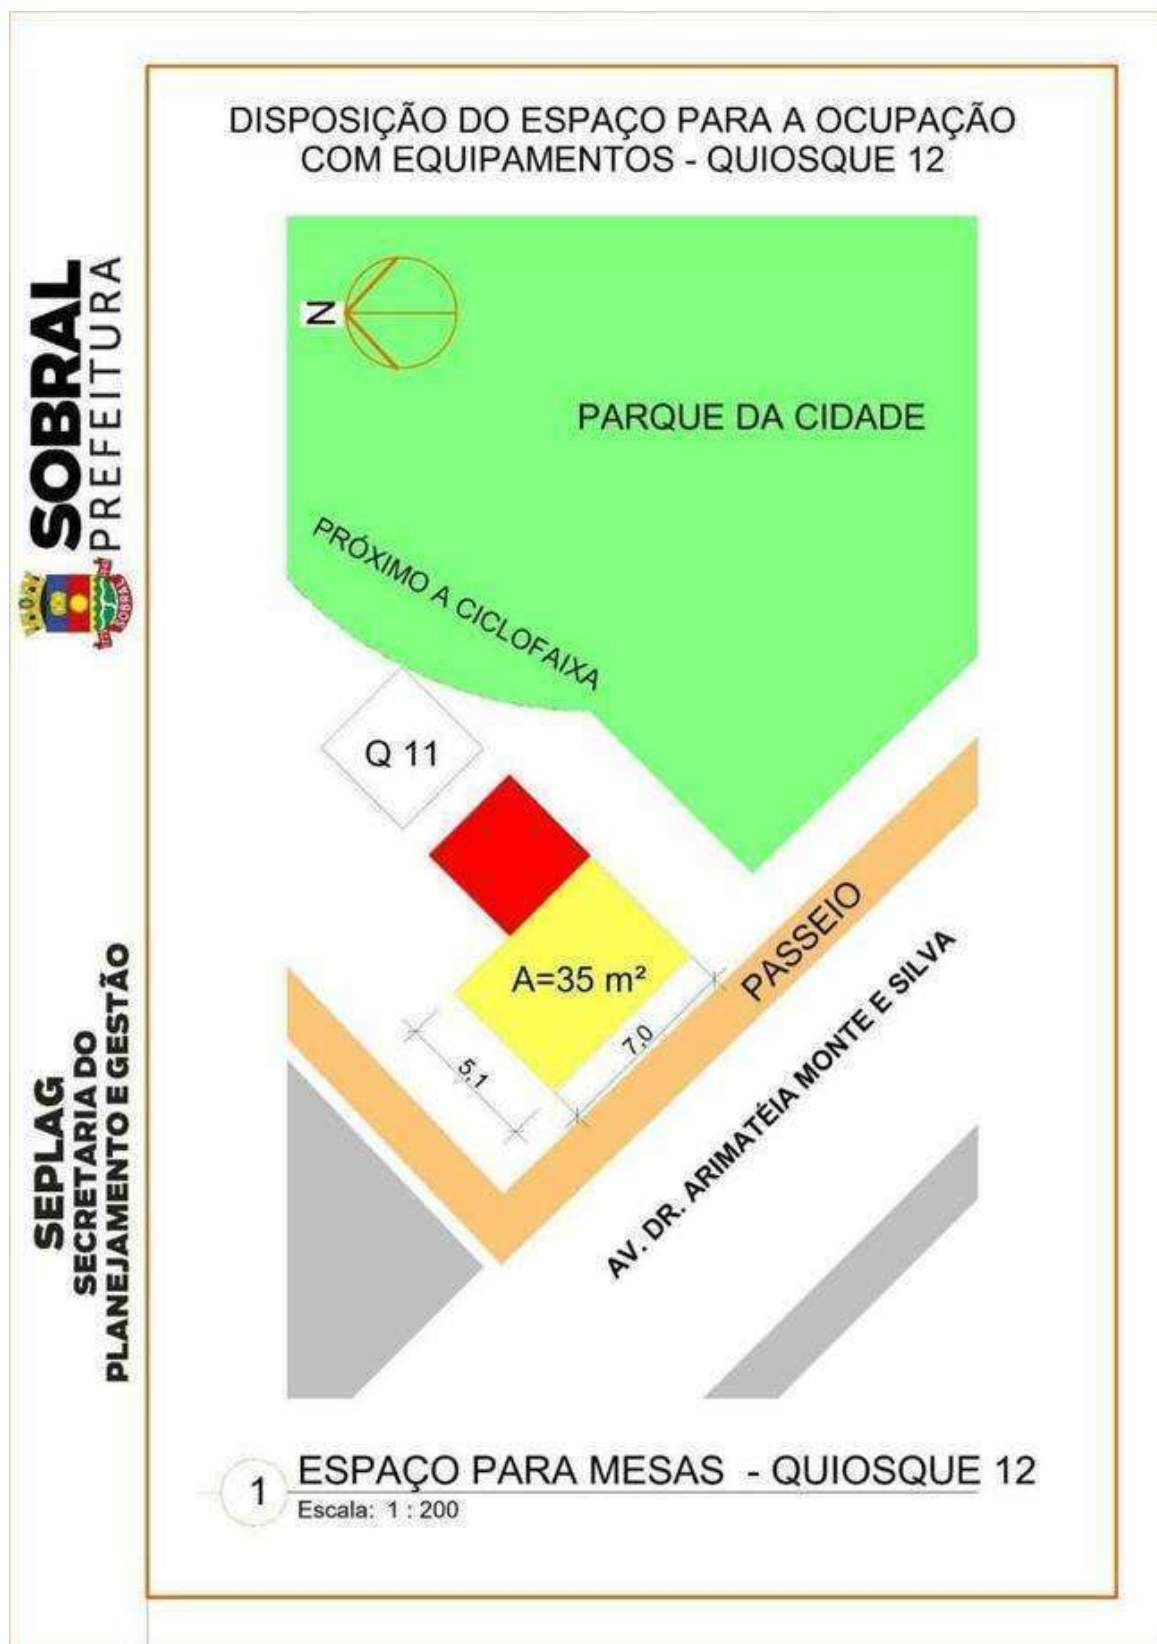 DISPOSIÇÃO DO ESPAÇO PARA A OCUPAÇÃO
COM EQUIPAMENTOS - QUIOSQUE 12
SOBRAL
PREFEITURA
SOBRAL
N
PARQUE DA CIDADE
PRÓXIMO A CICLOFAIXA
Q 11
A=35 m²
7,0
5,1
PASSEIO
AV. DR. ARIMATÉIA MONTE E SILVA
SEPLAG
SECRETARIA DO
PLANEJAMENTO E GESTÃO
1
ESPAÇO PARA MESAS - QUIOSQUE 12
Escala: 1 : 200